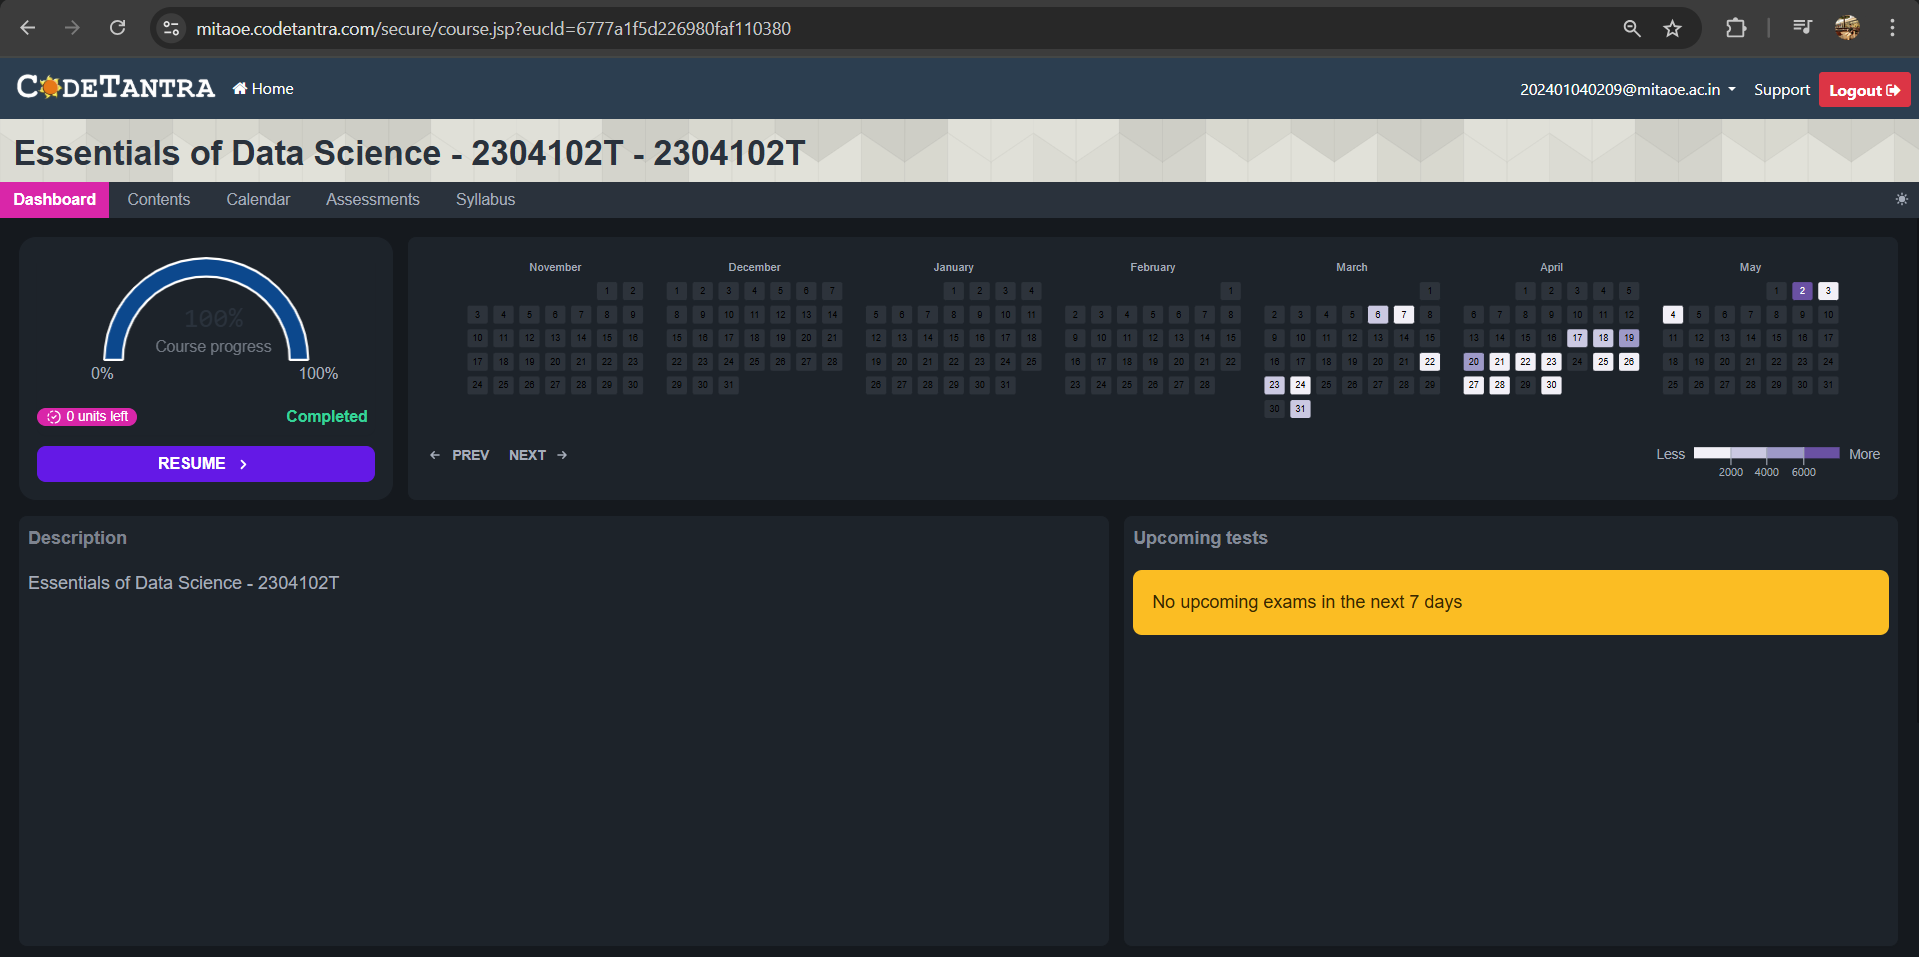 mitaoe.codetantra.com/secure/course.jsp?eucId=6777a1f5d226980faf110380
CODETANTRA Home 202401040209@mitaoe.ac.in Support Logout
Essentials of Data Science - 2304102T - 2304102T
Dashboard Contents Calendar Assessments Syllabus
100%
Course progress
0% 100%
0 units left Completed
RESUME
November December January February March April May
1 2 1 2 3 4 5 6 7 1 2 3 4 1 1 1 2 3 4 5 1 2 3
3 4 5 6 7 8 9 8 9 10 11 12 13 14 5 6 7 8 9 10 11 2 3 4 5 6 7 8 2 3 4 5 6 7 8 6 7 8 9 10 11 12 4 5 6 7 8 9 10
10 11 12 13 14 15 16 15 16 17 18 19 20 21 12 13 14 15 16 17 18 9 10 11 12 13 14 15 9 10 11 12 13 14 15 13 14 15 16 17 18 19 11 12 13 14 15 16 17
17 18 19 20 21 22 23 22 23 24 25 26 27 28 19 20 21 22 23 24 25 16 17 18 19 20 21 22 16 17 18 19 20 21 22 20 21 22 23 24 25 26 18 19 20 21 22 23 24
24 25 26 27 28 29 30 29 30 31 26 27 28 29 30 31 23 24 25 26 27 28 23 24 25 26 27 28 29 27 28 29 30 25 26 27 28 29 30 31
30 31
← PREV NEXT →
Less More
2000 4000 6000
Description
Essentials of Data Science - 2304102T
Upcoming tests
No upcoming exams in the next 7 days